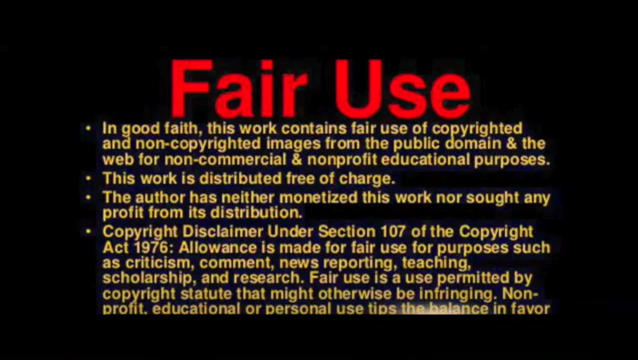 Fair Use
• In good faith, this work contains fair use of copyrighted
and non-copyrighted images from the public domain & the
web for non-commercial & nonprofit educational purposes.
• This work is distributed free of charge.
• The author has neither monetized this work nor sought any
profit from its distribution.
• Copyright Disclaimer Under Section 107 of the Copyright
Act 1976: Allowance is made for fair use for purposes such
as criticism, comment, news reporting, teaching,
scholarship, and research. Fair use is a use permitted by
copyright statute that might otherwise be infringing. Non-
profit, educational or personal use tips the balance in favor